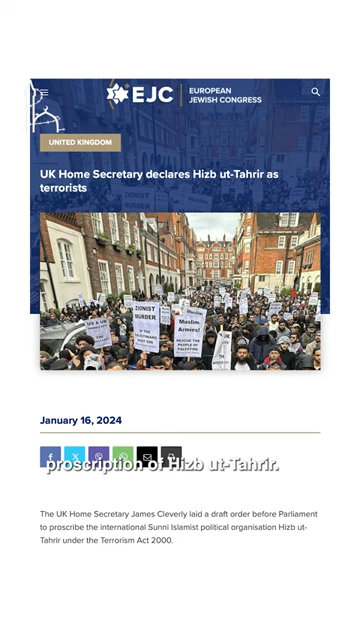 EJC
EUROPEAN
JEWISH CONGRESS
UNITED KINGDOM
UK Home Secretary declares Hizb ut-Tahrir as
terrorists
ZIONIST
MURDER
Muslim
Armies!
RESCUE THE
PEOPLE OF
PALESTINE
January 16, 2024
proscription of Hizb ut-Tahrir.
The UK Home Secretary James Cleverly laid a draft order before Parliament
to proscribe the international Sunni Islamist political organisation Hizb ut-
Tahrir under the Terrorism Act 2000.